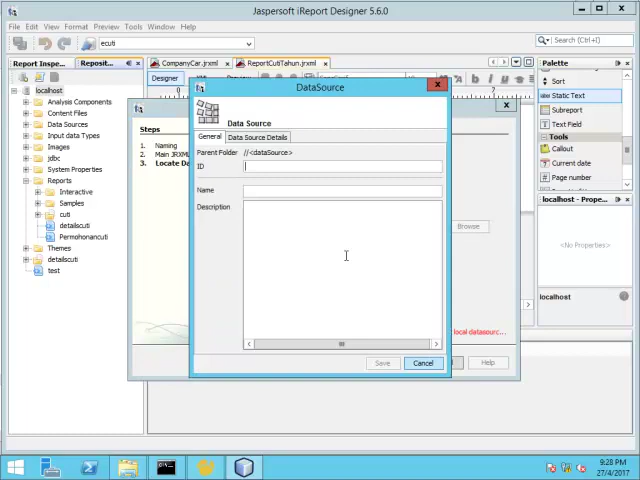 Jaspersoft iReport Designer 5.6.0
File Edit View Format Preview Tools Window Help
ecuti
Search (Ctrl+I)
Report Inspe...
Reposit...
CompanyCar.jrxml
ReportCutiTahun.jrxml
Palette
Designer
localhost
Analysis Components
Content Files
Data Sources
Input data Types
Images
jdbc
System Properties
Reports
Interactive
Samples
cuti
detailscuti
Permohonancuti
Themes
detailscuti
test
Steps
1. Naming
2. Main JRXML
3. Locate Da
DataSource
Data Source
General
Data Source Details
Parent Folder //<dataSource>
ID
Name
Description
Save
Cancel
Browse
local datasourc...
Help
Sort
Static Text
Subreport
Text Field
Tools
Callout
Current date
Page number
localhost - Prope...
<No Properties>
localhost
9:28 PM
27/4/2017